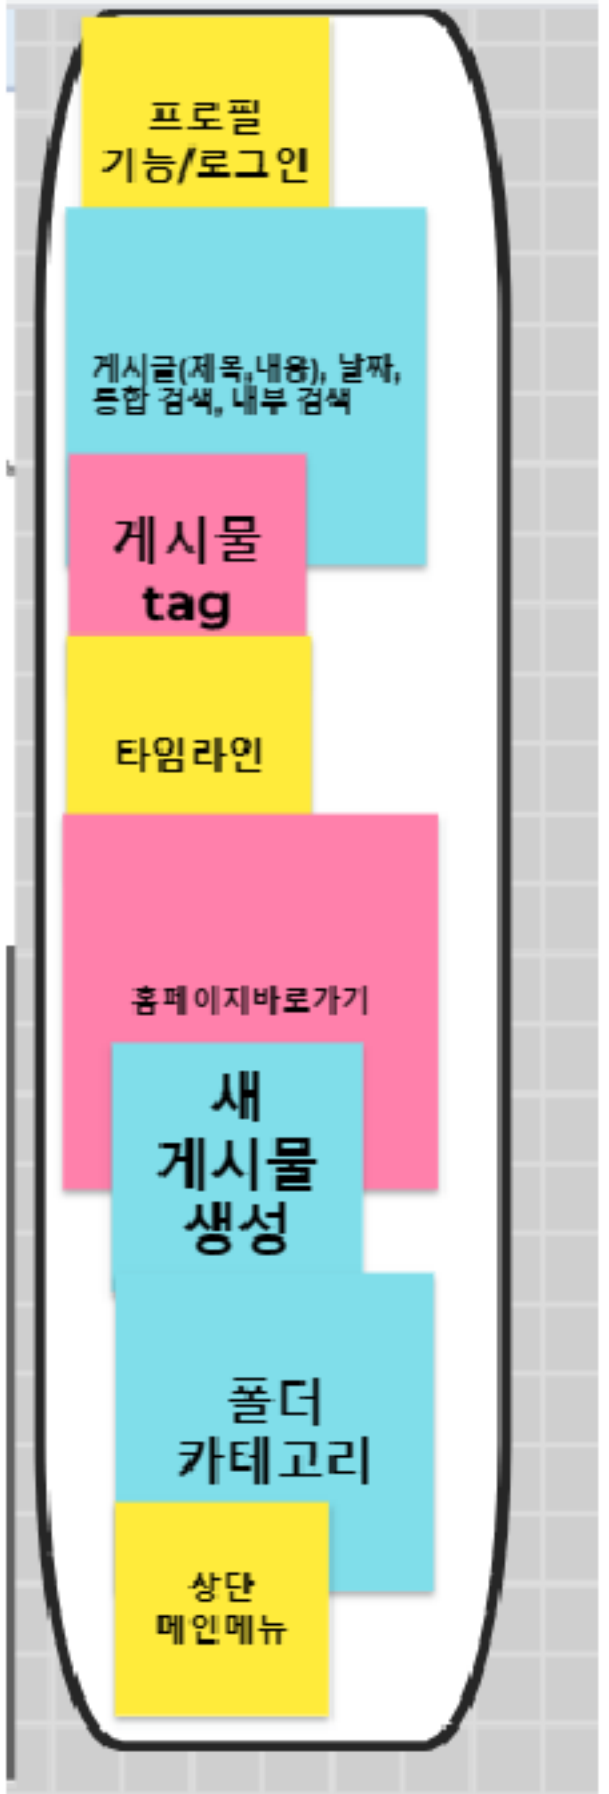 프로필
기능/로그인
게시글(제목,내용), 날짜,
통합 검색, 내부 검색
게시물
tag
타임라인
홈페이지바로가기
새
게시물
생성
폴더
카테고리
상단
메인메뉴